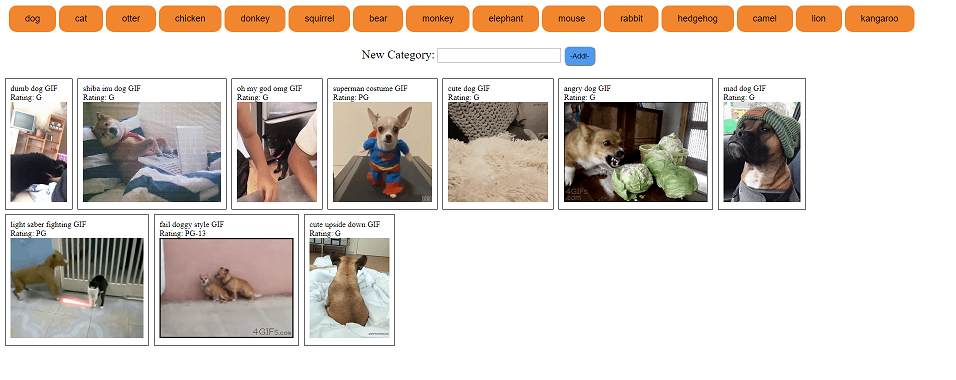 dog cat otter chicken donkey squirrel bear monkey elephant mouse rabbit hedgehog camel lion kangaroo
New Category: -Add!-
dumb dog GIF
Rating: G
shiba inu dog GIF
Rating: G
oh my god omg GIF
Rating: G
superman costume GIF
Rating: PG
cute dog GIF
Rating: G
angry dog GIF
Rating: G
4GIFs
.com
mad dog GIF
Rating: G
light saber fighting GIF
Rating: PG
fail doggy style GIF
Rating: PG-13
4GIFs.com
cute upside down GIF
Rating: G